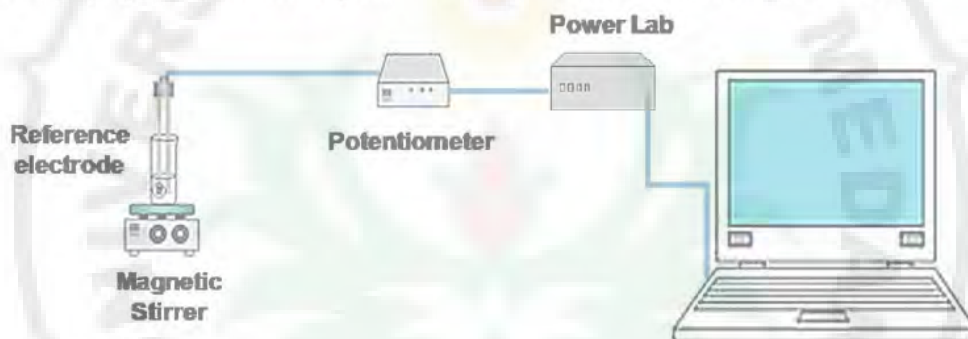 Power Lab
Reference
electrode
Potentiometer
Magnetic
Stirrer